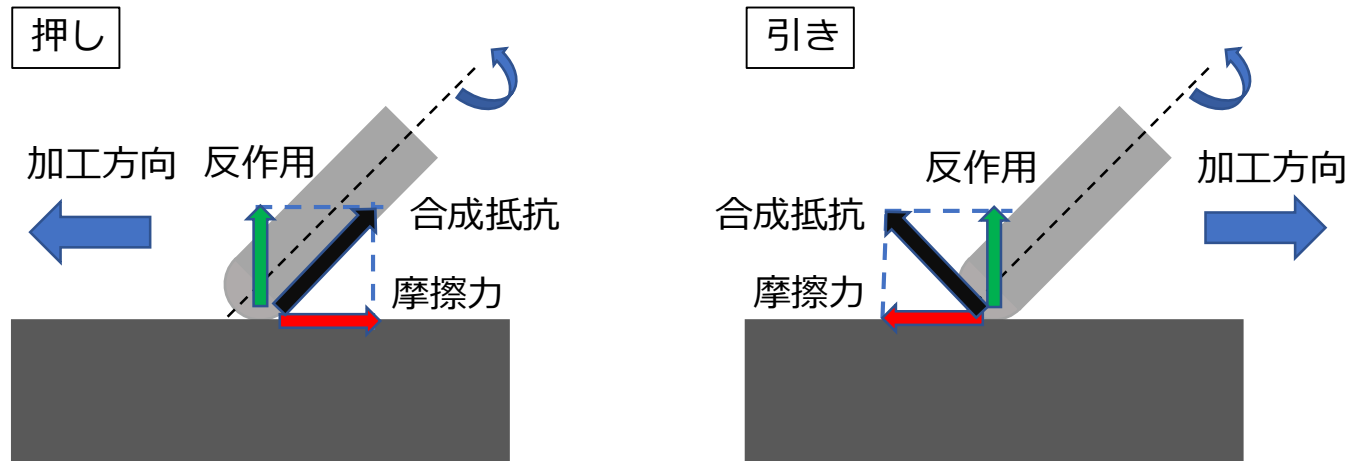 押し
加工方向
反作用
合成抵抗
摩擦力
引き
反作用
加工方向
合成抵抗
摩擦力